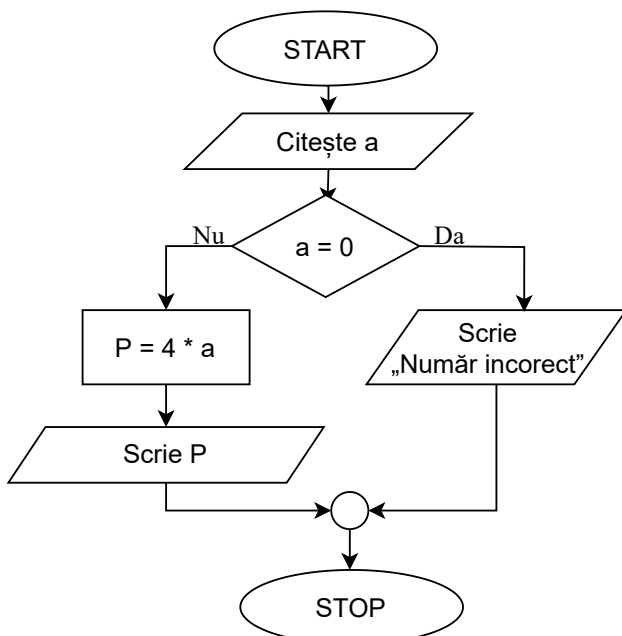 START
Citește a
a = 0
Nu
Da
P = 4 * a
Scrie
„Număr incorect”
Scrie P
STOP